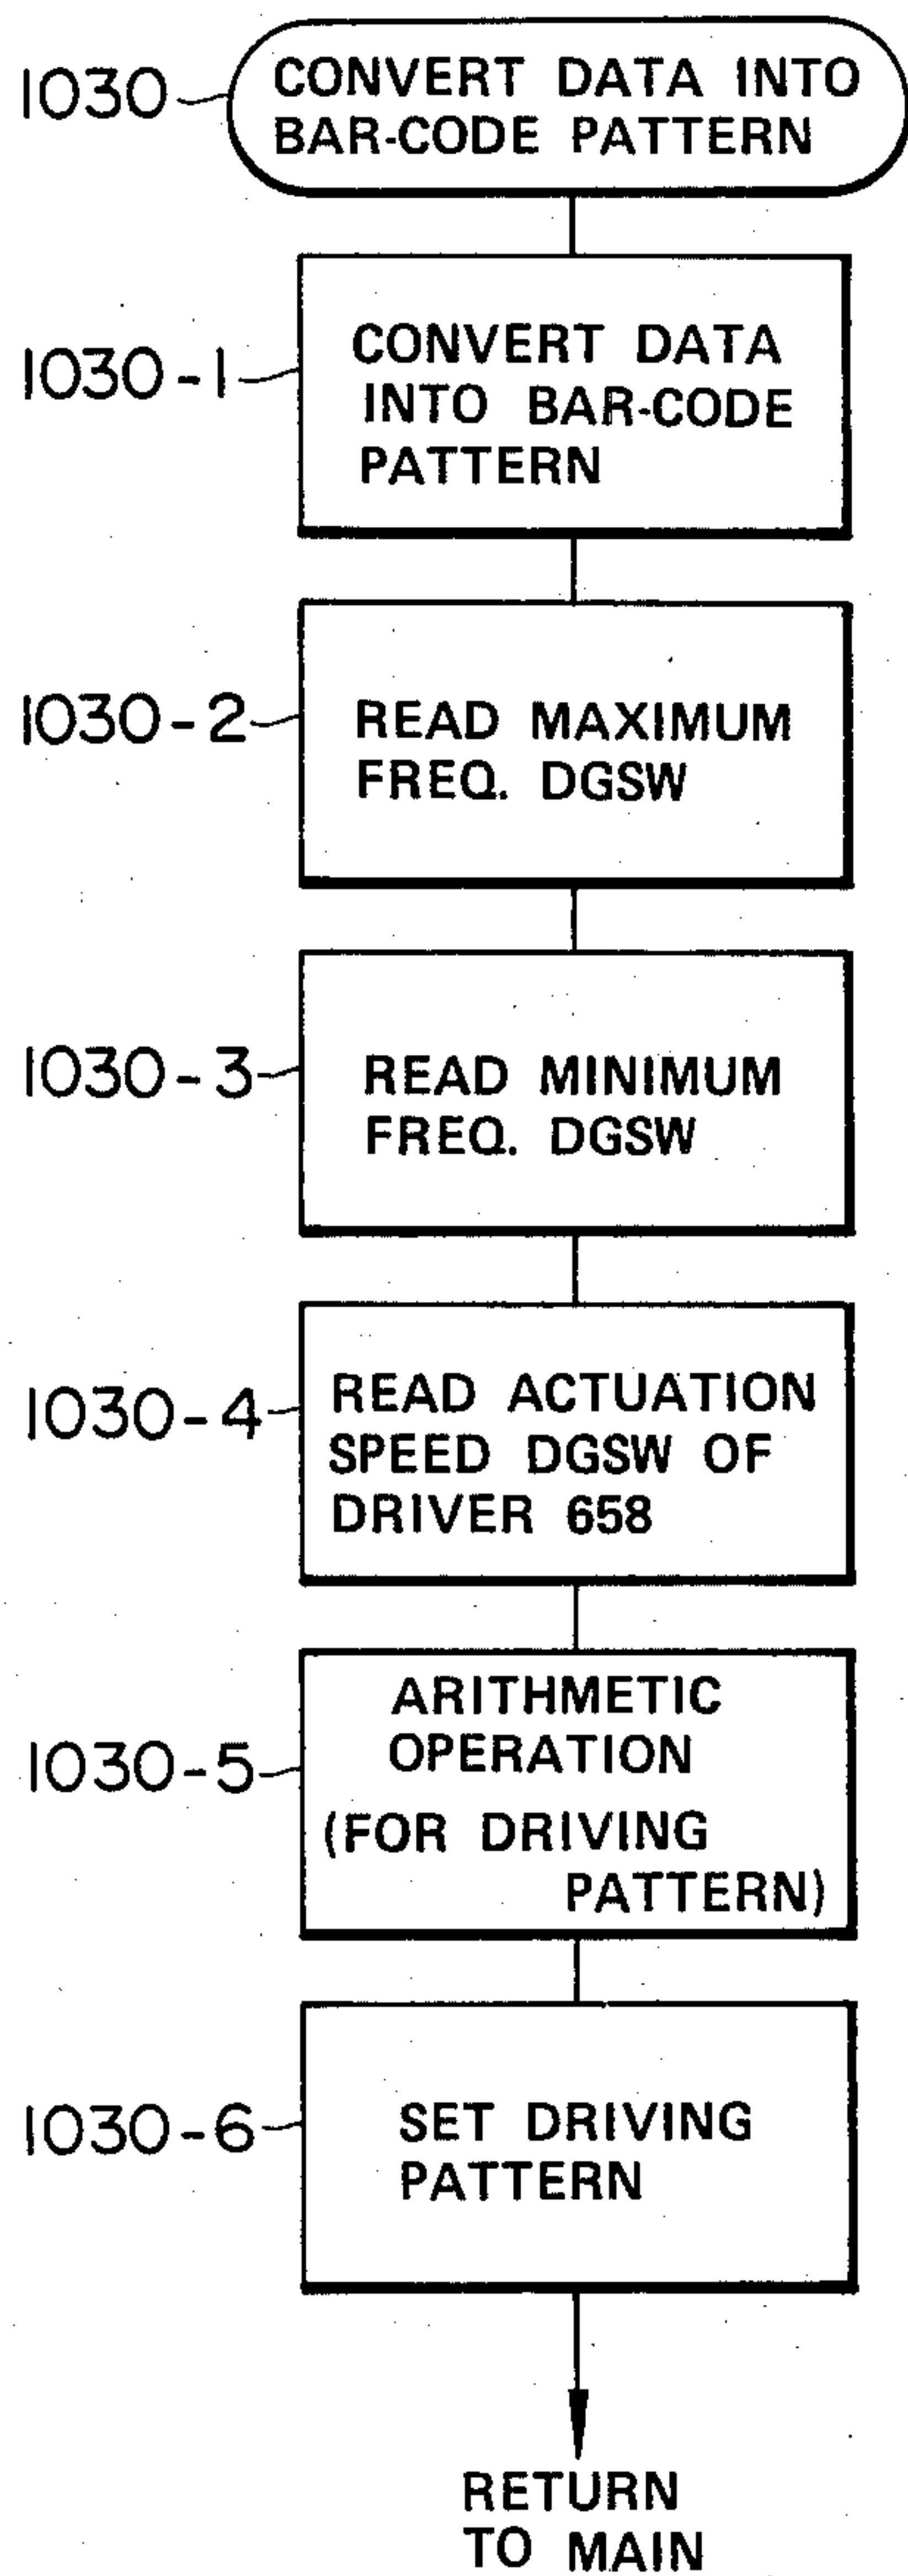 1030
CONVERT DATA INTO
BAR-CODE PATTERN
1030-1
CONVERT DATA
INTO BAR-CODE
PATTERN
1030-2
READ MAXIMUM
FREQ. DGSW
1030-3
READ MINIMUM
FREQ. DGSW
1030-4
READ ACTUATION
SPEED DGSW OF
DRIVER 658
1030-5
ARITHMETIC
OPERATION
(FOR DRIVING
PATTERN)
1030-6
SET DRIVING
PATTERN
RETURN
TO MAIN